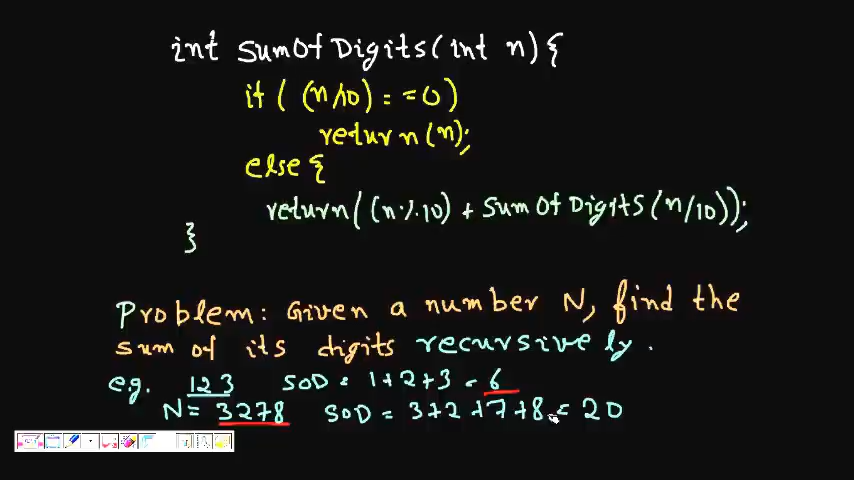 int SumOfDigits(int n){
if( (n/10) = =0)
return(n);
else{
return((n%10) + SumOfDigits(n/10));
}
Problem: Given a number N, find the
sum of its digits recursively.
e.g. 123 SOD = 1+2+3 = 6
N = 3278 SOD = 3+2+7+8 = 20